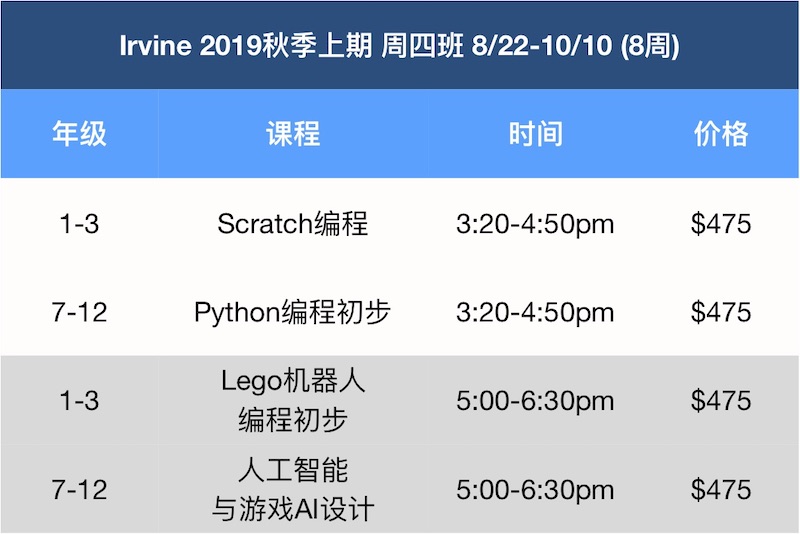 Irvine 2019秋季上期 周四班 8/22-10/10 (8周)
年级 课程 时间 价格
1-3 Scratch编程 3:20-4:50pm $475
7-12 Python编程初步 3:20-4:50pm $475
1-3 Lego机器人
编程初步 5:00-6:30pm $475
7-12 人工智能
与游戏AI设计 5:00-6:30pm $475